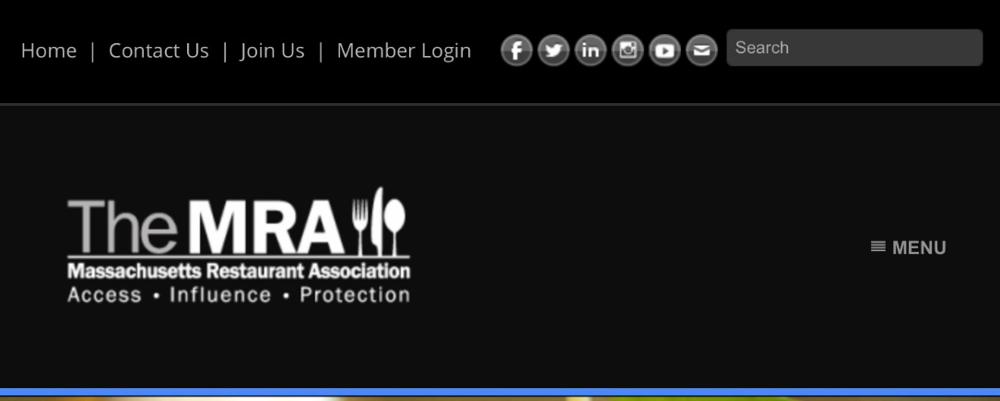 Home | Contact Us | Join Us | Member Login Search
The MRA
Massachusetts Restaurant Association
Access • Influence • Protection
MENU